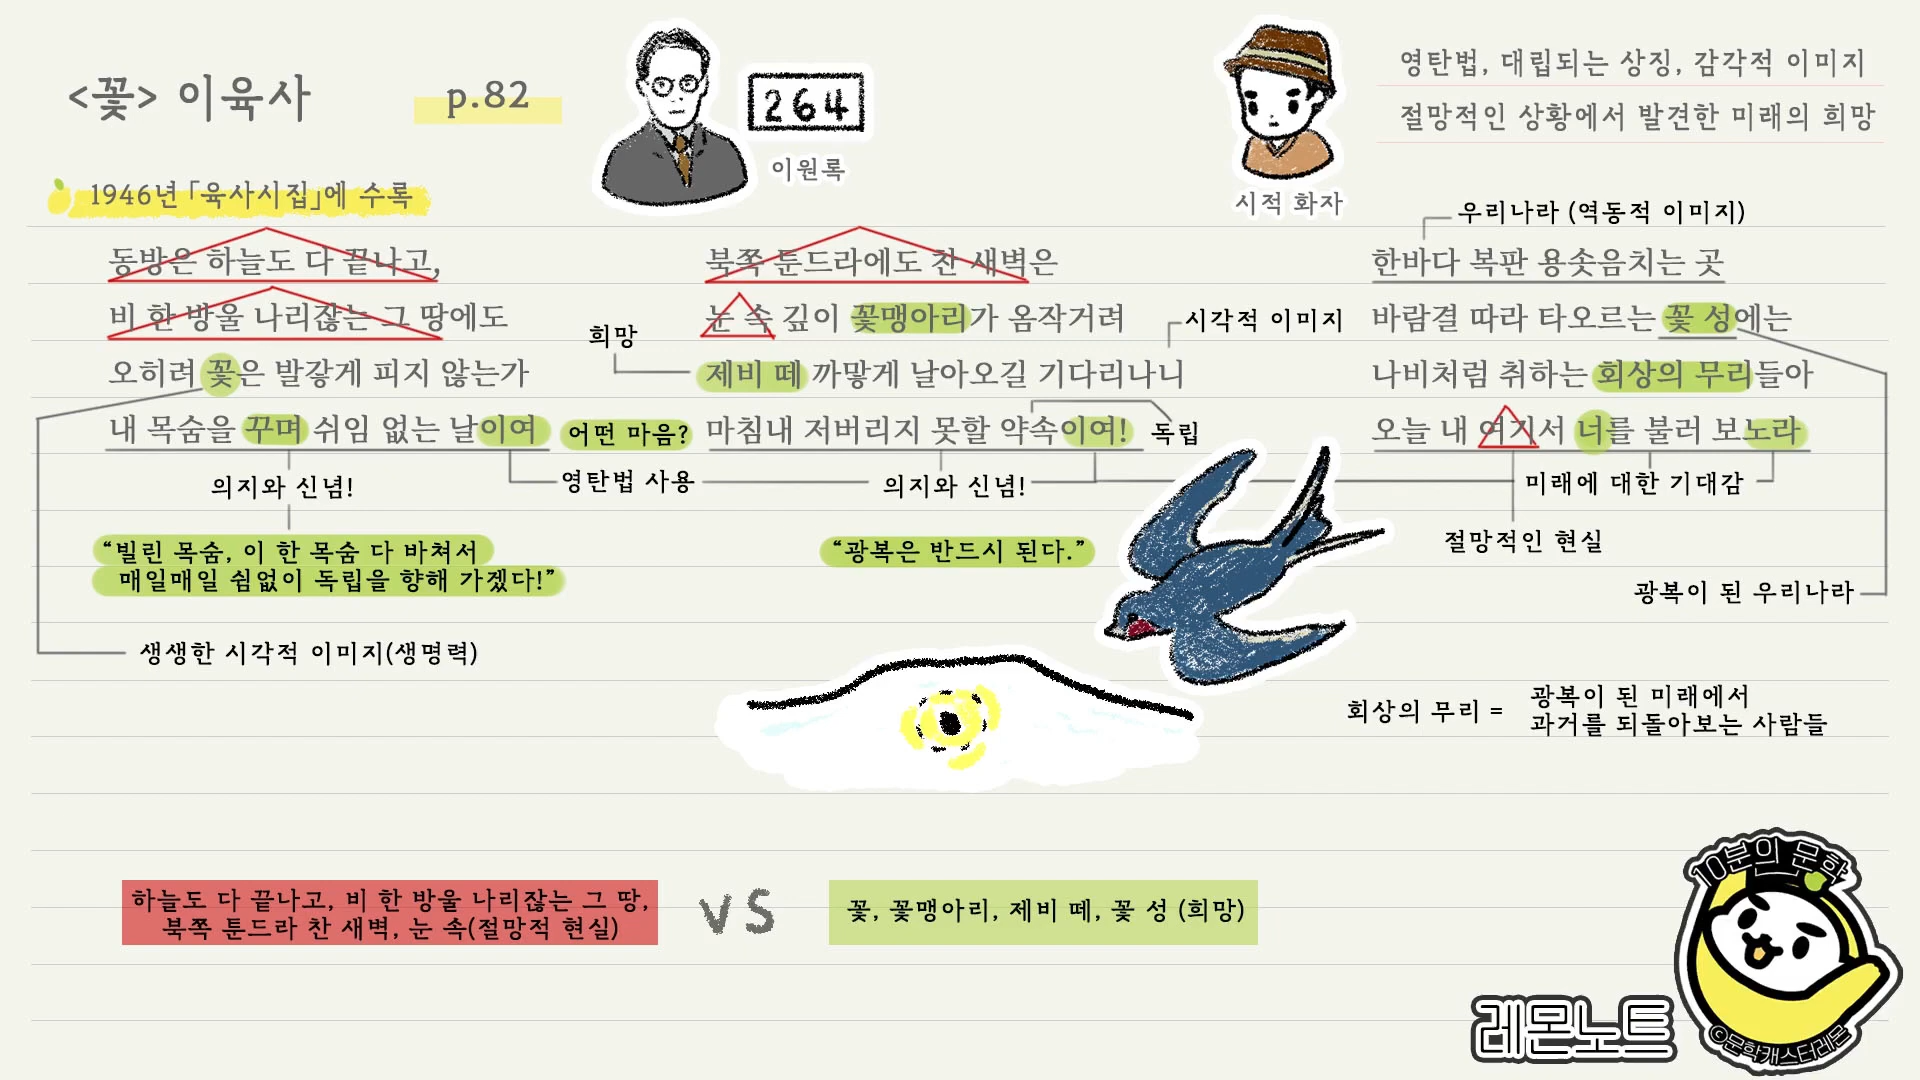 <꽃> 이육사
p.82
264
이원록
시적 화자
영탄법, 대립되는 상징, 감각적 이미지
절망적인 상황에서 발견한 미래의 희망
1946년 「육사시집」에 수록
동방은 하늘도 다 끝나고,
비 한 방울 나리잖는 그 땅에도
오히려 꽃은 발갛게 피지 않는가
내 목숨을 꾸며 쉬임 없는 날이여
어떤 마음?
의지와 신념!
영탄법 사용
“빌린 목숨, 이 한 목숨 다 바쳐서
매일매일 쉼없이 독립을 향해 가겠다!”
생생한 시각적 이미지(생명력)
북쪽 툰드라에도 찬 새벽은
눈 속 깊이 꽃맹아리가 옴작거려
희망
제비 떼 까맣게 날아오길 기다리나니
시각적 이미지
마침내 저버리지 못할 약속이여!
독립
의지와 신념!
“광복은 반드시 된다.”
우리나라 (역동적 이미지)
한바다 복판 용솟음치는 곳
바람결 따라 타오르는 꽃 성에는
나비처럼 취하는 회상의 무리들아
오늘 내 여기서 너를 불러 보노라
미래에 대한 기대감
절망적인 현실
광복이 된 우리나라
회상의 무리 =
광복이 된 미래에서
과거를 되돌아보는 사람들
하늘도 다 끝나고, 비 한 방울 나리잖는 그 땅,
북쪽 툰드라 찬 새벽, 눈 속(절망적 현실)
VS
꽃, 꽃맹아리, 제비 떼, 꽃 성 (희망)
10분의 문학
레몬노트
©문학캐스터레몬